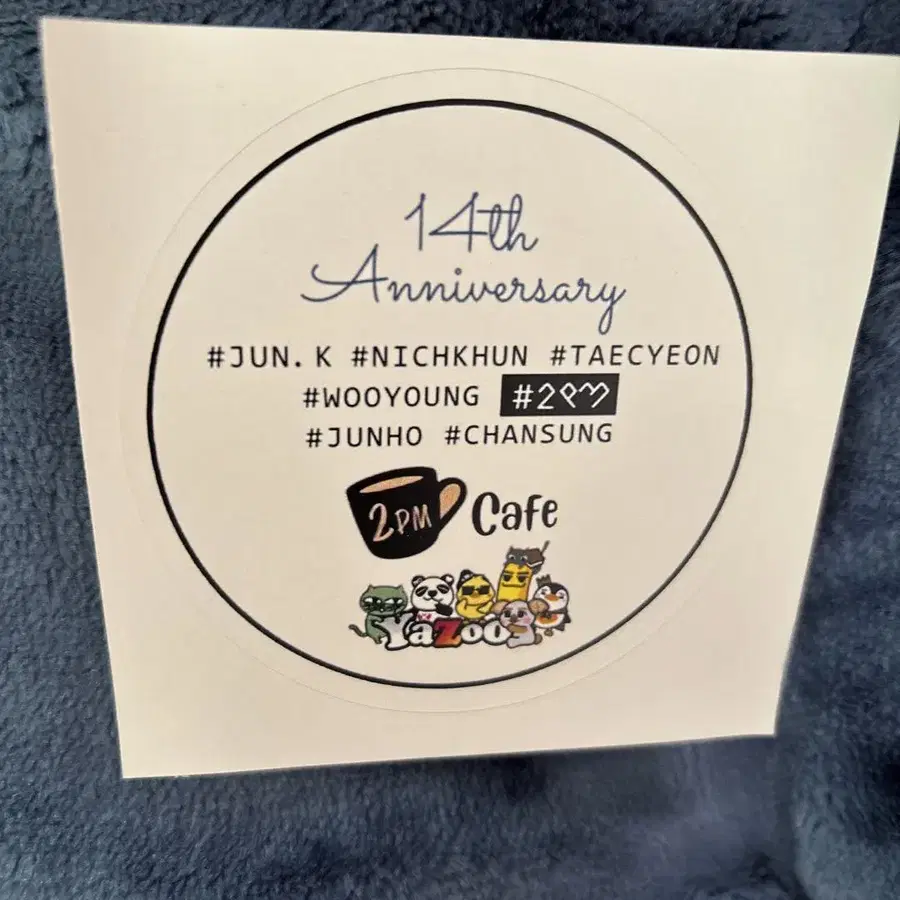 14th
Anniversary
#JUN.K #NICHKHUN #TAECYEON
#WOOYOUNG #2PM
#JUNHO #CHANSUNG
2PM Cafe
YaZoo